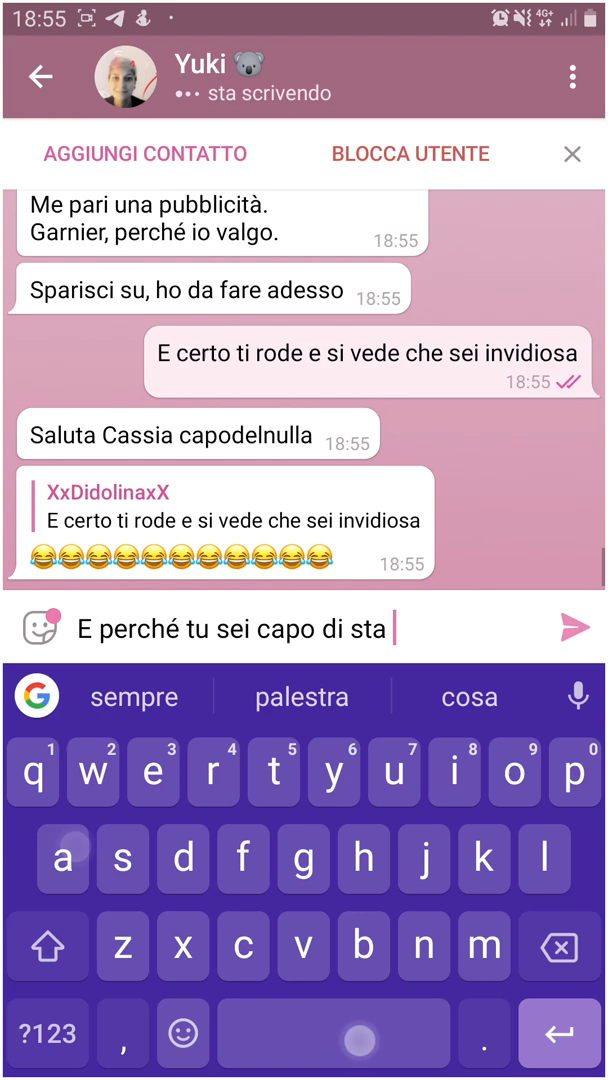 18:55
4G+
Yuki 🐨
••• sta scrivendo
AGGIUNGI CONTATTO
BLOCCA UTENTE
Me pari una pubblicità.
Garnier, perché io valgo.
18:55
Sparisci su, ho da fare adesso
18:55
E certo ti rode e si vede che sei invidiosa
18:55
Saluta Cassia capodelnulla
18:55
XxDidolinaxX
E certo ti rode e si vede che sei invidiosa
😂😂😂😂😂😂😂😂😂😂😂
18:55
E perché tu sei capo di sta
G
sempre palestra cosa
1 2 3 4 5 6 7 8 9 0
q w e r t y u i o p
a s d f g h j k l
z x c v b n m
?123 , .